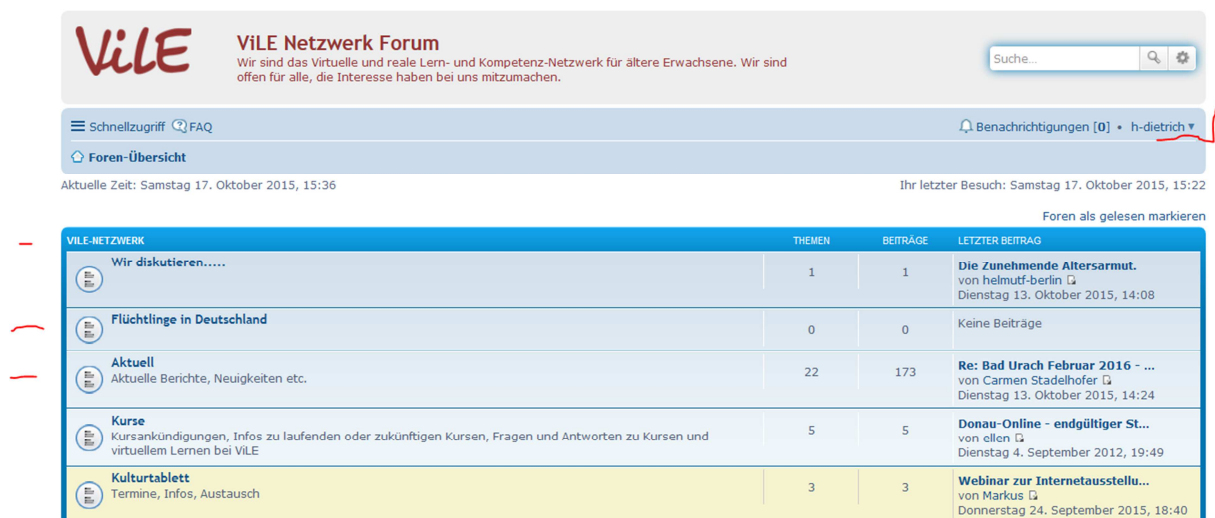 ViLE
ViLE Netzwerk Forum
Wir sind das Virtuelle und reale Lern- und Kompetenz-Netzwerk für ältere Erwachsene. Wir sind
offen für alle, die Interesse haben bei uns mitzumachen.
Suche...
Schnellzugriff FAQ
Benachrichtigungen [0] • h-dietrich
Foren-Übersicht
Aktuelle Zeit: Samstag 17. Oktober 2015, 15:36
Ihr letzter Besuch: Samstag 17. Oktober 2015, 15:22
Foren als gelesen markieren
VILE-NETZWERK THEMEN BEITRÄGE LETZTER BEITRAG
Wir diskutieren.....
1 1
Die Zunehmende Altersarmut.
von helmutf-berlin
Dienstag 13. Oktober 2015, 14:08
Flüchtlinge in Deutschland
0 0
Keine Beiträge
Aktuell
Aktuelle Berichte, Neuigkeiten etc.
22 173
Re: Bad Urach Februar 2016 - ...
von Carmen Stadelhofer
Dienstag 13. Oktober 2015, 14:24
Kurse
Kursankündigungen, Infos zu laufenden oder zukünftigen Kursen, Fragen und Antworten zu Kursen und
virtuellem Lernen bei ViLE
5 5
Donau-Online - endgültiger St...
von ellen
Dienstag 4. September 2012, 19:49
Kulturtablett
Termine, Infos, Austausch
3 3
Webinar zur Internetausstellu...
von Markus
Donnerstag 24. September 2015, 18:40